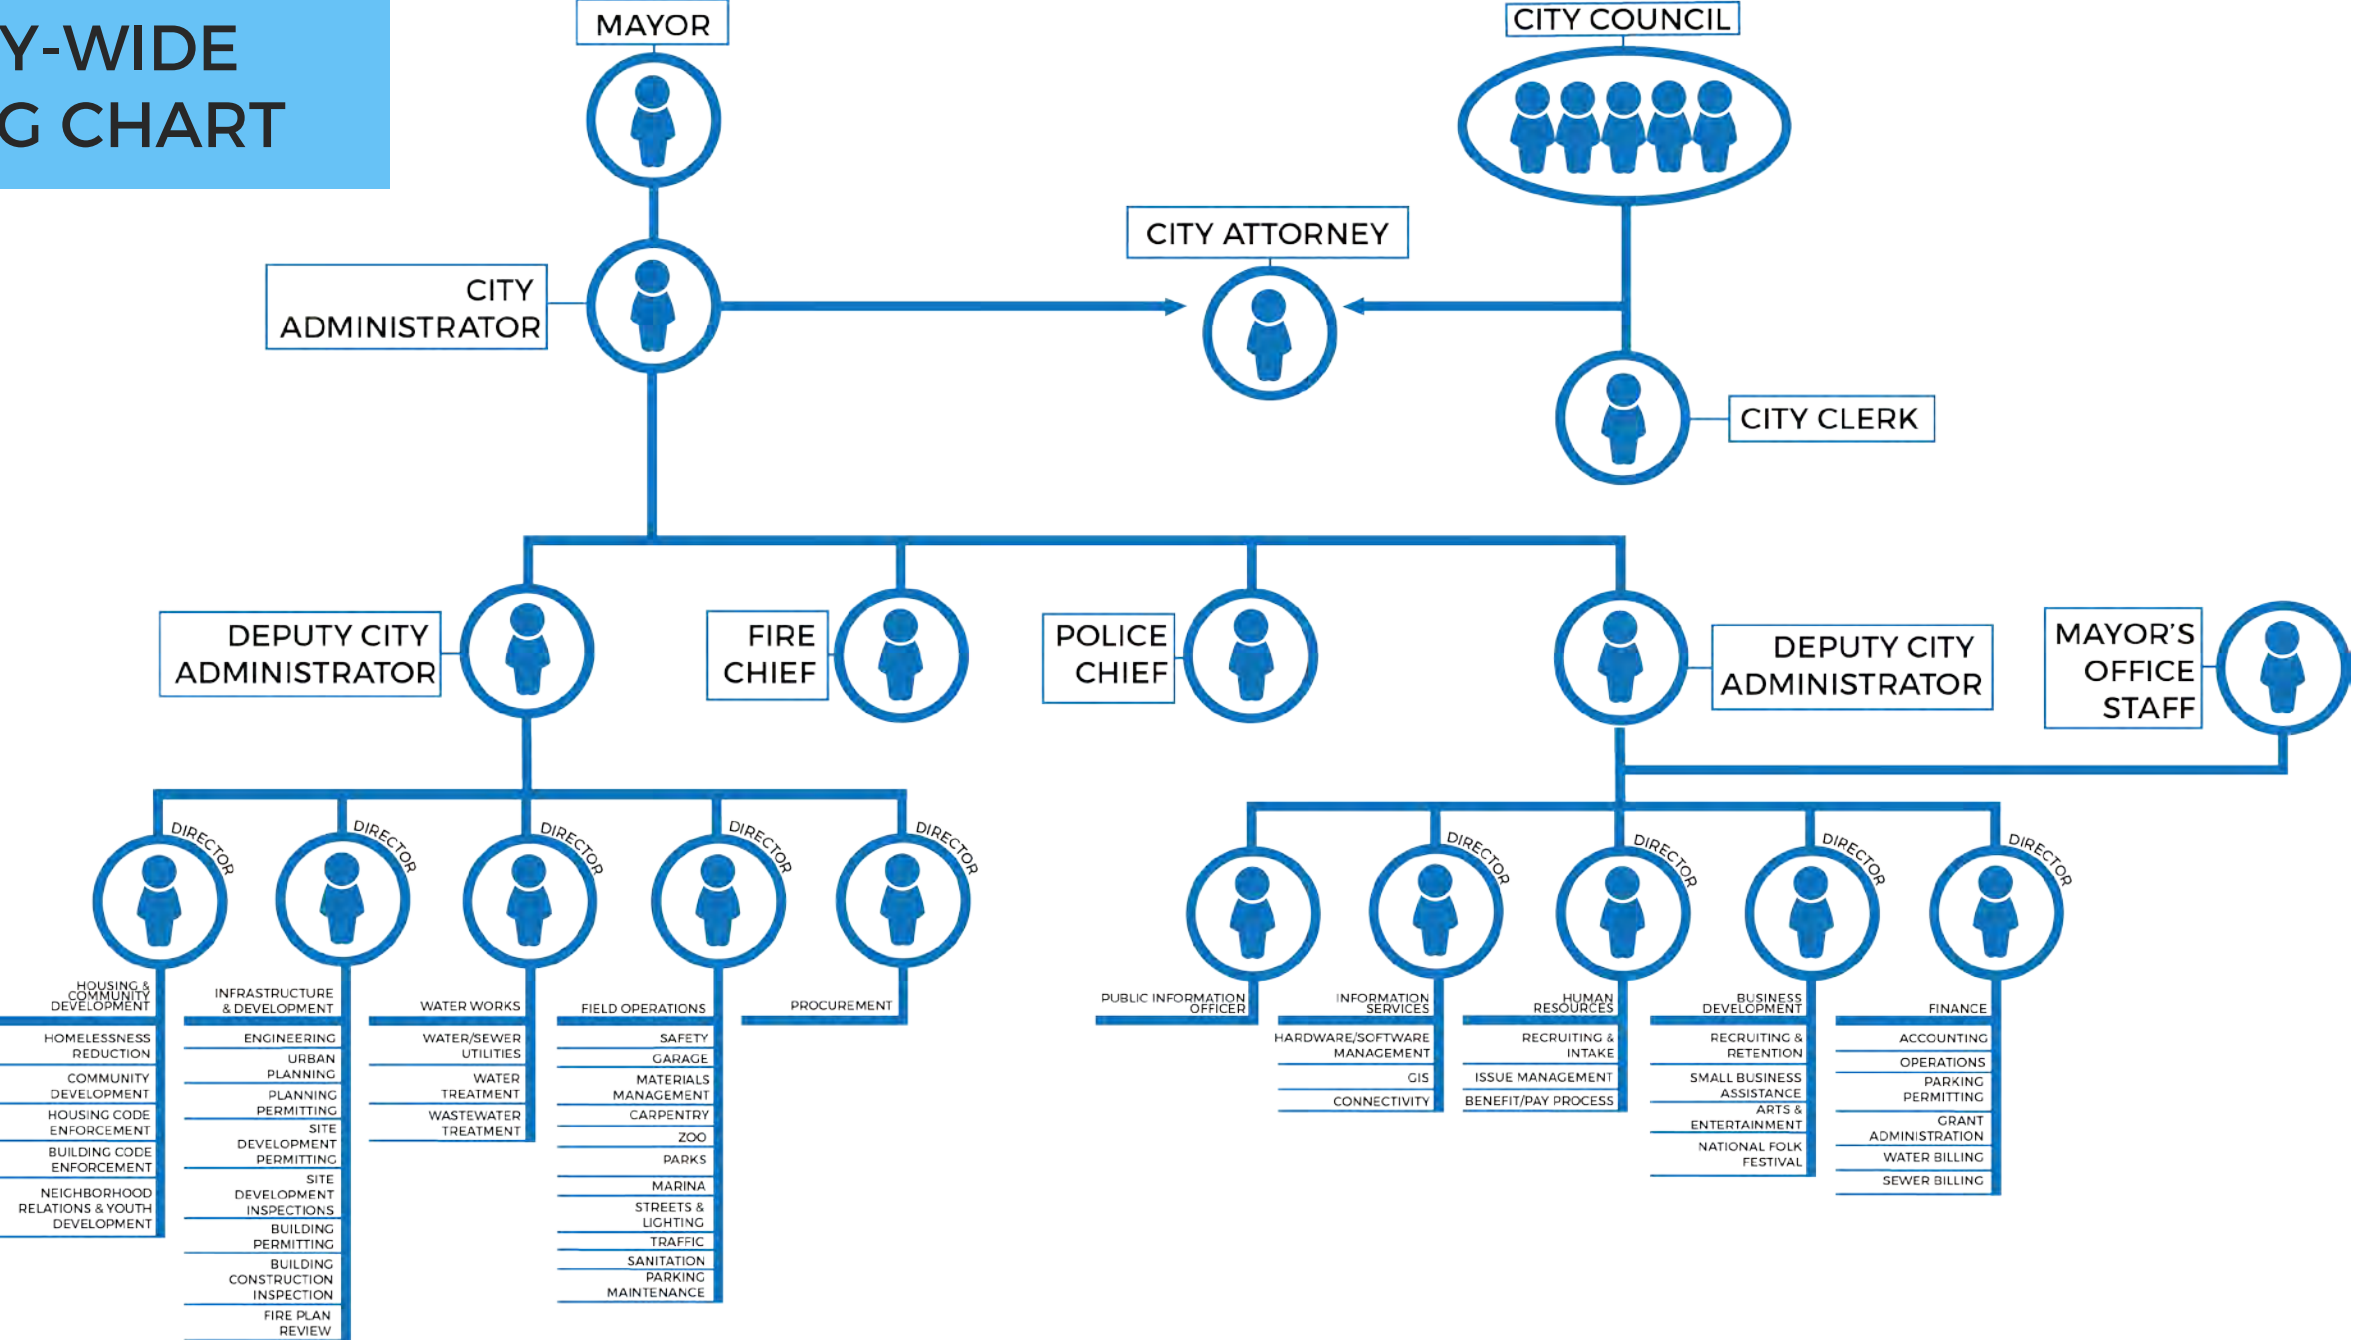 Y-WIDE
G CHART
MAYOR
CITY COUNCIL
CITY ATTORNEY
CITY
ADMINISTRATOR
CITY CLERK
DEPUTY CITY
ADMINISTRATOR
FIRE
CHIEF
POLICE
CHIEF
DEPUTY CITY
ADMINISTRATOR
MAYOR'S
OFFICE
STAFF
DIRECTOR
DIRECTOR
DIRECTOR
DIRECTOR
DIRECTOR
DIRECTOR
DIRECTOR
DIRECTOR
DIRECTOR
HOUSING &
COMMUNITY
DEVELOPMENT
HOMELESSNESS
REDUCTION
COMMUNITY
DEVELOPMENT
HOUSING CODE
ENFORCEMENT
BUILDING CODE
ENFORCEMENT
NEIGHBORHOOD
RELATIONS & YOUTH
DEVELOPMENT
INFRASTRUCTURE
& DEVELOPMENT
ENGINEERING
URBAN
PLANNING
PLANNING
PERMITTING
SITE
DEVELOPMENT
PERMITTING
SITE
DEVELOPMENT
INSPECTIONS
BUILDING
PERMITTING
BUILDING
CONSTRUCTION
INSPECTION
FIRE PLAN
REVIEW
WATER WORKS
WATER/SEWER
UTILITIES
WATER
TREATMENT
WASTEWATER
TREATMENT
FIELD OPERATIONS
SAFETY
GARAGE
MATERIALS
MANAGEMENT
CARPENTRY
ZOO
PARKS
MARINA
STREETS &
LIGHTING
TRAFFIC
SANITATION
PARKING
MAINTENANCE
PROCUREMENT
PUBLIC INFORMATION
OFFICER
INFORMATION
SERVICES
HARDWARE/SOFTWARE
MANAGEMENT
GIS
CONNECTIVITY
HUMAN
RESOURCES
RECRUITING &
INTAKE
ISSUE MANAGEMENT
BENEFIT/PAY PROCESS
BUSINESS
DEVELOPMENT
RECRUITING &
RETENTION
SMALL BUSINESS
ASSISTANCE
ARTS &
ENTERTAINMENT
NATIONAL FOLK
FESTIVAL
FINANCE
ACCOUNTING
OPERATIONS
PARKING
PERMITTING
GRANT
ADMINISTRATION
WATER BILLING
SEWER BILLING